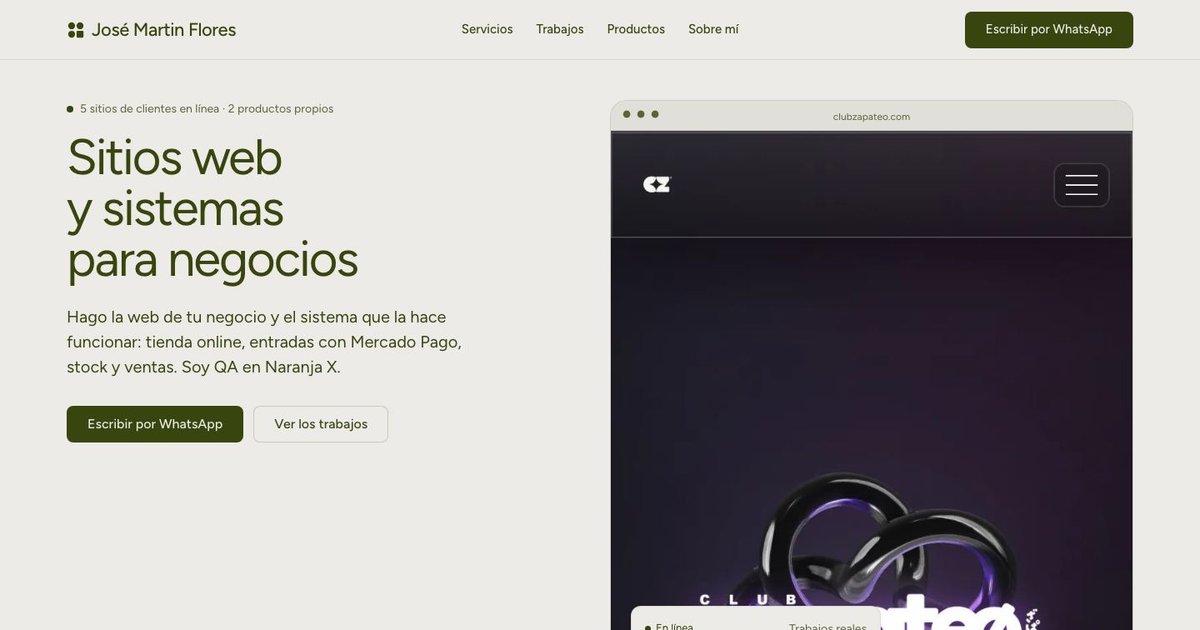 José Martin Flores
Servicios
Trabajos
Productos
Sobre mí
Escribir por WhatsApp
5 sitios de clientes en línea · 2 productos propios
Sitios web
y sistemas
para negocios
Hago la web de tu negocio y el sistema que la hace
funcionar: tienda online, entradas con Mercado Pago,
stock y ventas. Soy QA en Naranja X.
Escribir por WhatsApp
Ver los trabajos
clubzapateo.com
CZ
CLUB
En línea
Trabajos reales